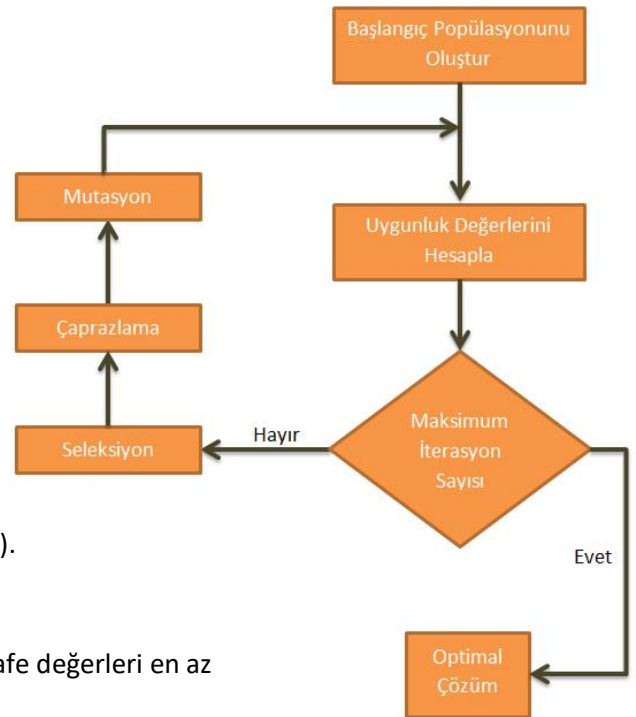 Başlangıç Popülasyonunu
Oluştur
Mutasyon
Uygunluk Değerlerini
Hesapla
Çaprazlama
Maksimum
İterasyon
Sayısı
Hayır
Seleksiyon
).
Evet
afe değerleri en az
Optimal
Çözüm